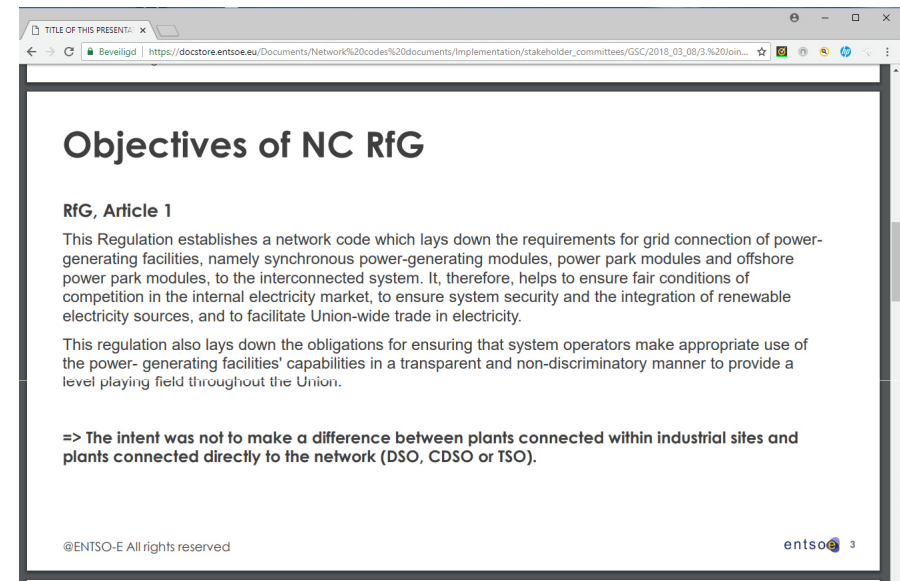 TITLE OF THIS PRESENTA
Beveiligd | https://docstore.entsoe.eu/Documents/Network%20codes%20documents/Implementation/stakeholder_committees/GSC/2018_03_08/3.%20Join...
Objectives of NC RfG
RfG, Article 1
This Regulation establishes a network code which lays down the requirements for grid connection of power-
generating facilities, namely synchronous power-generating modules, power park modules and offshore
power park modules, to the interconnected system. It, therefore, helps to ensure fair conditions of
competition in the internal electricity market, to ensure system security and the integration of renewable
electricity sources, and to facilitate Union-wide trade in electricity.
This regulation also lays down the obligations for ensuring that system operators make appropriate use of
the power- generating facilities' capabilities in a transparent and non-discriminatory manner to provide a
level playing field throughout the Union.
=> The intent was not to make a difference between plants connected within industrial sites and
plants connected directly to the network (DSO, CDSO or TSO).
@ENTSO-E All rights reserved
entsoe 3